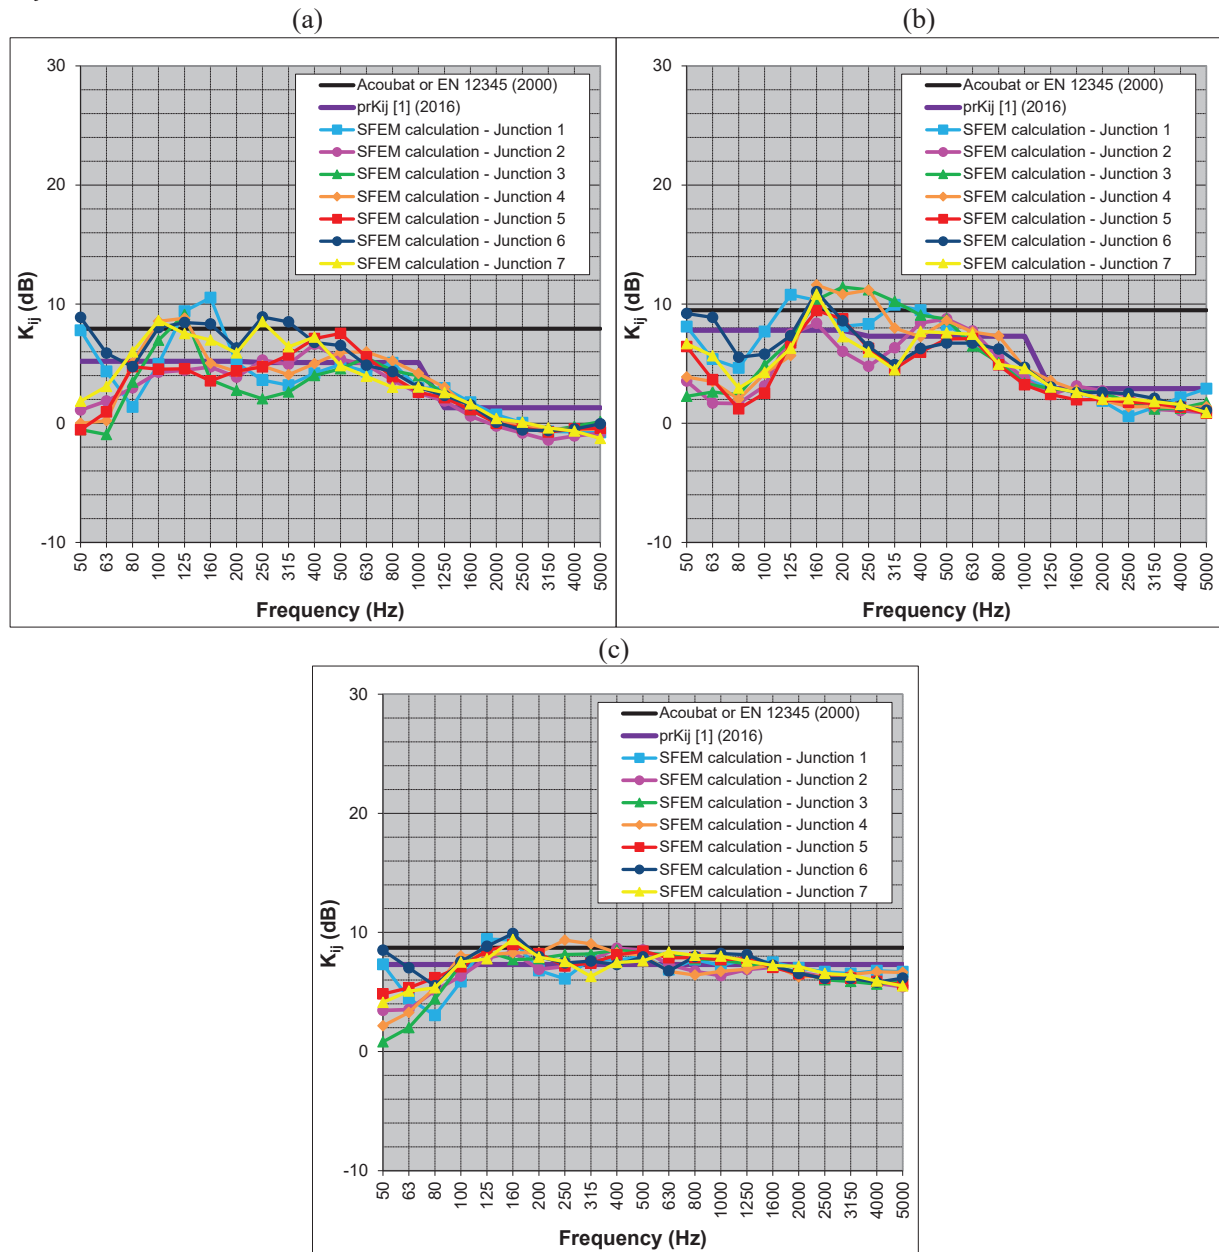 (a)
(b)
30
20
10
0
-10
K_ij (dB)
Acoubat or EN 12345 (2000)
prKij [1] (2016)
SFEM calculation - Junction 1
SFEM calculation - Junction 2
SFEM calculation - Junction 3
SFEM calculation - Junction 4
SFEM calculation - Junction 5
SFEM calculation - Junction 6
SFEM calculation - Junction 7
50 63 80 100 125 160 200 250 315 400 500 630 800 1000 1250 1600 2000 2500 3150 4000 5000
Frequency (Hz)
30
20
10
0
-10
K_ij (dB)
Acoubat or EN 12345 (2000)
prKij [1] (2016)
SFEM calculation - Junction 1
SFEM calculation - Junction 2
SFEM calculation - Junction 3
SFEM calculation - Junction 4
SFEM calculation - Junction 5
SFEM calculation - Junction 6
SFEM calculation - Junction 7
50 63 80 100 125 160 200 250 315 400 500 630 800 1000 1250 1600 2000 2500 3150 4000 5000
Frequency (Hz)
(c)
30
20
10
0
-10
K_ij (dB)
Acoubat or EN 12345 (2000)
prKij [1] (2016)
SFEM calculation - Junction 1
SFEM calculation - Junction 2
SFEM calculation - Junction 3
SFEM calculation - Junction 4
SFEM calculation - Junction 5
SFEM calculation - Junction 6
SFEM calculation - Junction 7
50 63 80 100 125 160 200 250 315 400 500 630 800 1000 1250 1600 2000 2500 3150 4000 5000
Frequency (Hz)